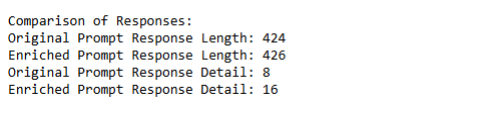 Comparison of Responses:
Original Prompt Response Length: 424
Enriched Prompt Response Length: 426
Original Prompt Response Detail: 8
Enriched Prompt Response Detail: 16